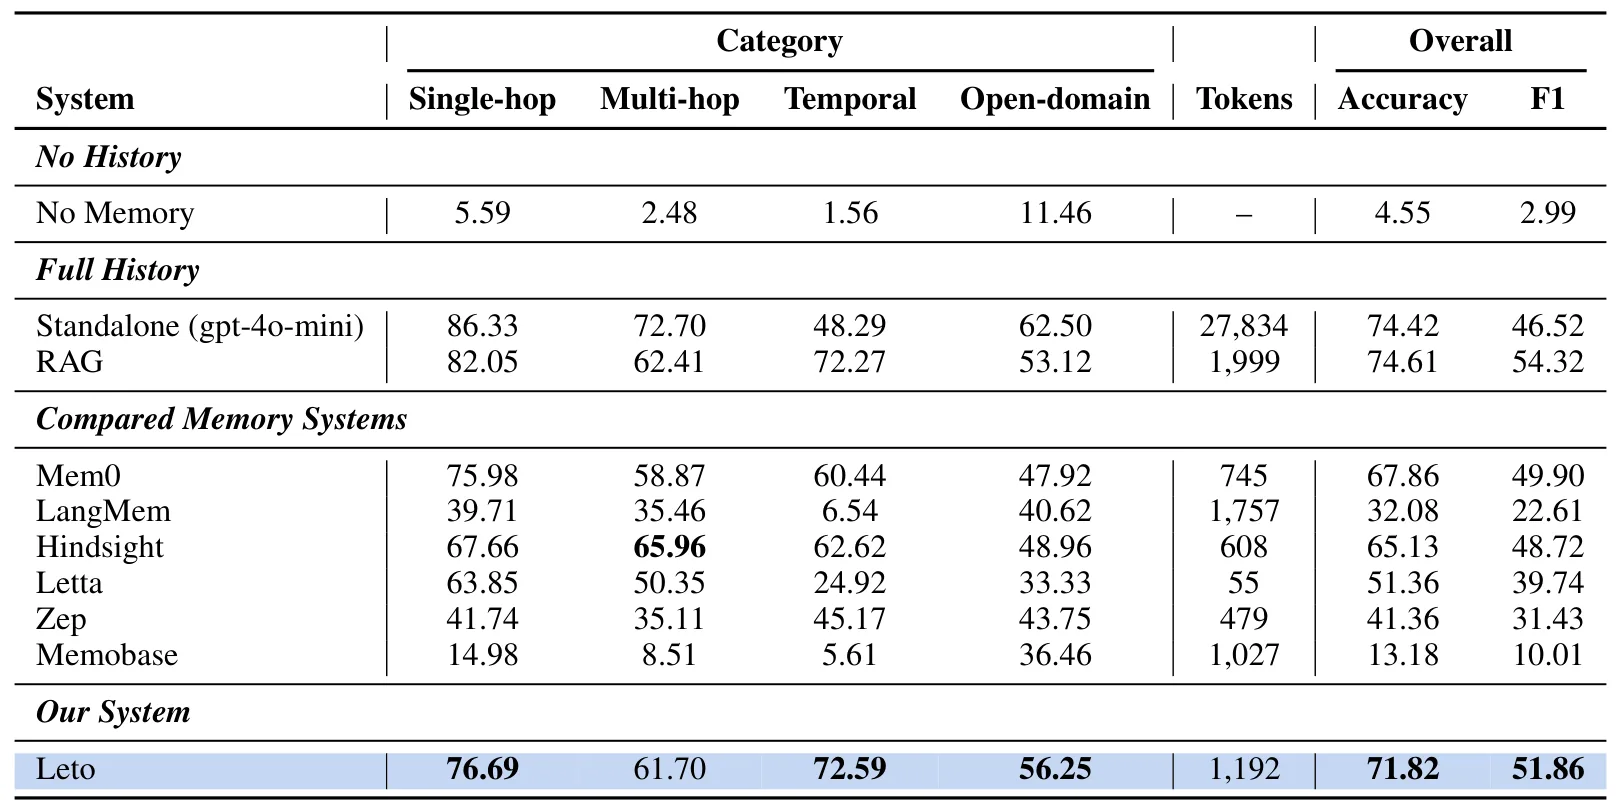 Category Overall
System Single-hop Multi-hop Temporal Open-domain Tokens Accuracy F1
No History
No Memory 5.59 2.48 1.56 11.46 – 4.55 2.99
Full History
Standalone (gpt-4o-mini) 86.33 72.70 48.29 62.50 27,834 74.42 46.52
RAG 82.05 62.41 72.27 53.12 1,999 74.61 54.32
Compared Memory Systems
Mem0 75.98 58.87 60.44 47.92 745 67.86 49.90
LangMem 39.71 35.46 6.54 40.62 1,757 32.08 22.61
Hindsight 67.66 65.96 62.62 48.96 608 65.13 48.72
Letta 63.85 50.35 24.92 33.33 55 51.36 39.74
Zep 41.74 35.11 45.17 43.75 479 41.36 31.43
Memobase 14.98 8.51 5.61 36.46 1,027 13.18 10.01
Our System
Leto 76.69 61.70 72.59 56.25 1,192 71.82 51.86